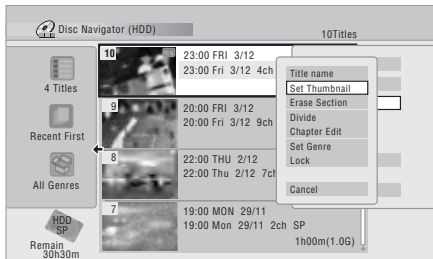 Disc Navigator (HDD)
10Titles
4 Titles
Recent First
All Genres
HDD
SP
Remain
30h30m
10
23:00 FRI 3/12
23:00 Fri 3/12 4ch
9
20:00 FRI 3/12
20:00 Fri 3/12 9ch
8
22:00 THU 2/12
22:00 Thu 2/12 7ch
7
19:00 MON 29/11
19:00 Mon 29/11 2ch SP
1h00m(1.0G)
Title name
Set Thumbnail
Erase Section
Divide
Chapter Edit
Set Genre
Lock
Cancel